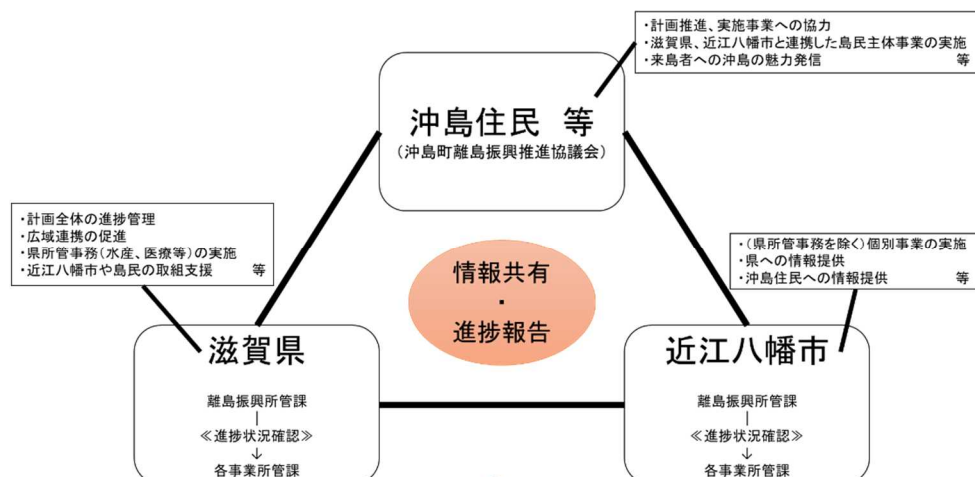 ・計画推進、実施事業への協力
・滋賀県、近江八幡市と連携した島民主体事業の実施
・来島者への沖島の魅力発信　　　　　　　等
沖島住民　等
（沖島町離島振興推進協議会）
・計画全体の進捗管理
・広域連携の促進
・県所管事務（水産、医療等）の実施
・近江八幡市や島民の取組支援　　　等
・（県所管事務を除く）個別事業の実施
・県への情報提供
・沖島住民への情報提供　　　　　等
情報共有
・
進捗報告
滋賀県
離島振興所管課
｜
≪進捗状況確認≫
↓
各事業所管課
近江八幡市
離島振興所管課
｜
≪進捗状況確認≫
↓
各事業所管課